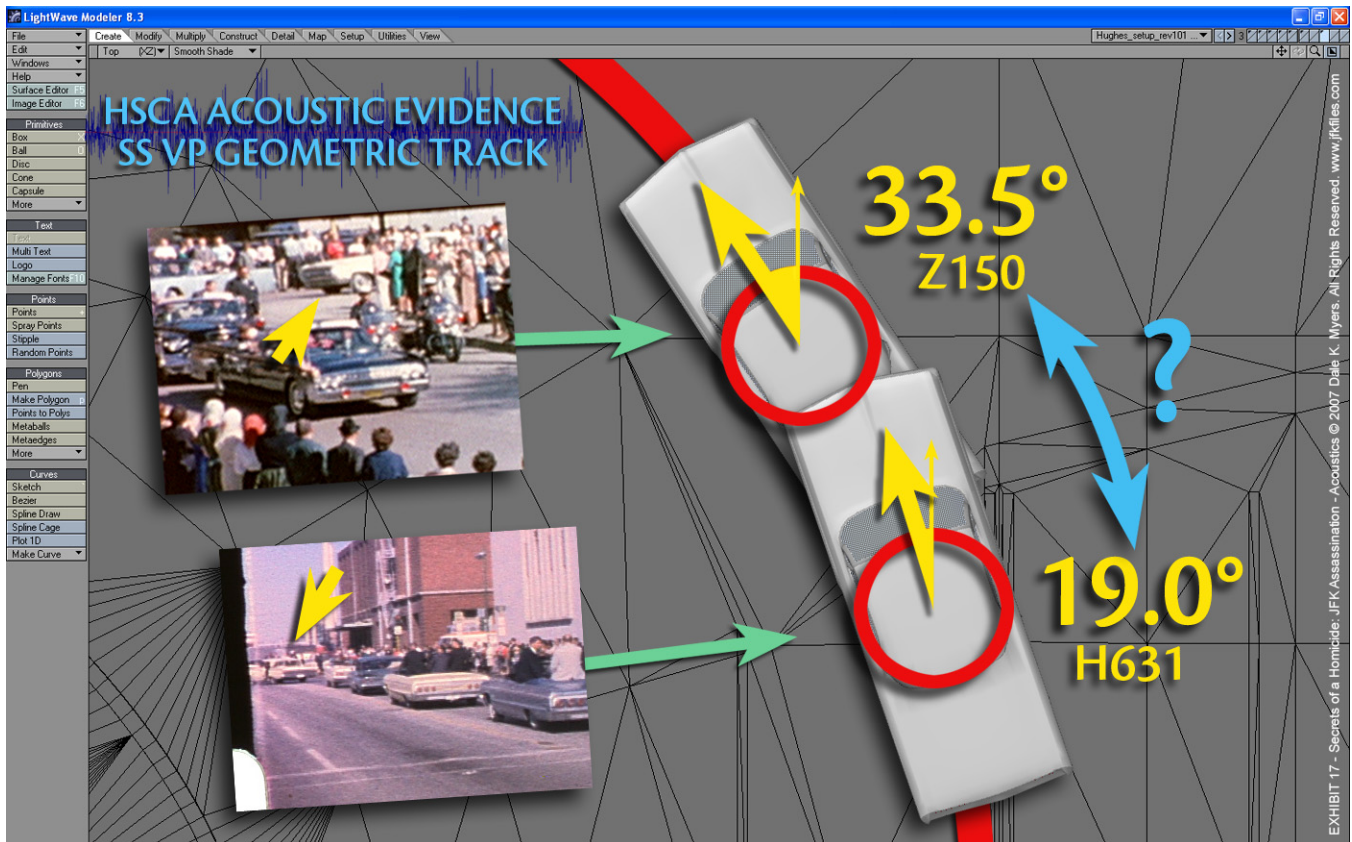 LightWave Modeler 8.3
File
Edit
Windows
Help
Surface Editor F5
Image Editor F6
Primitives
Box X
Ball O
Disc
Cone
Capsule
More
Text
Text
Multi Text
Logo
Manage Fonts F10
Points
Points +
Spray Points
Stipple
Random Points
Polygons
Pen
Make Polygon p
Points to Polys
Metaballs
Metaedges
More
Curves
Sketch
Bezier
Spline Draw
Spline Cage
Plot 1D
Make Curve
Create Modify Multiply Construct Detail Map Setup Utilities View
Hughes_setup_rev101 ... 3
Top (XZ) Smooth Shade
HSCA ACOUSTIC EVIDENCE
SS VP GEOMETRIC TRACK
33.5°
Z150
?
19.0°
H631
EXHIBIT 17 - Secrets of a Homicide: JFK Assassination - Acoustics © 2007 Dale K. Myers. All Rights Reserved. www.jfkfiles.com